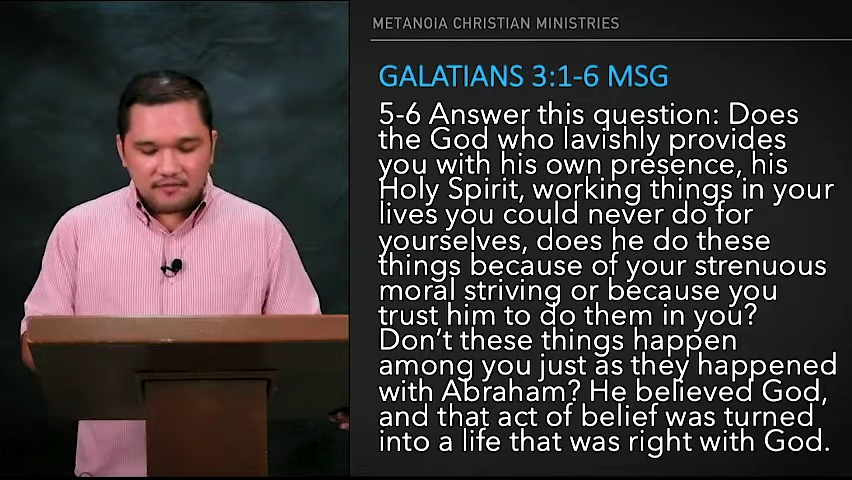 METANOIA CHRISTIAN MINISTRIES
GALATIANS 3:1-6 MSG
5-6 Answer this question: Does
the God who lavishly provides
you with his own presence, his
Holy Spirit, working things in your
lives you could never do for
yourselves, does he do these
things because of your strenuous
moral striving or because you
trust him to do them in you?
Don't these things happen
among you just as they happened
with Abraham? He believed God,
and that act of belief was turned
into a life that was right with God.